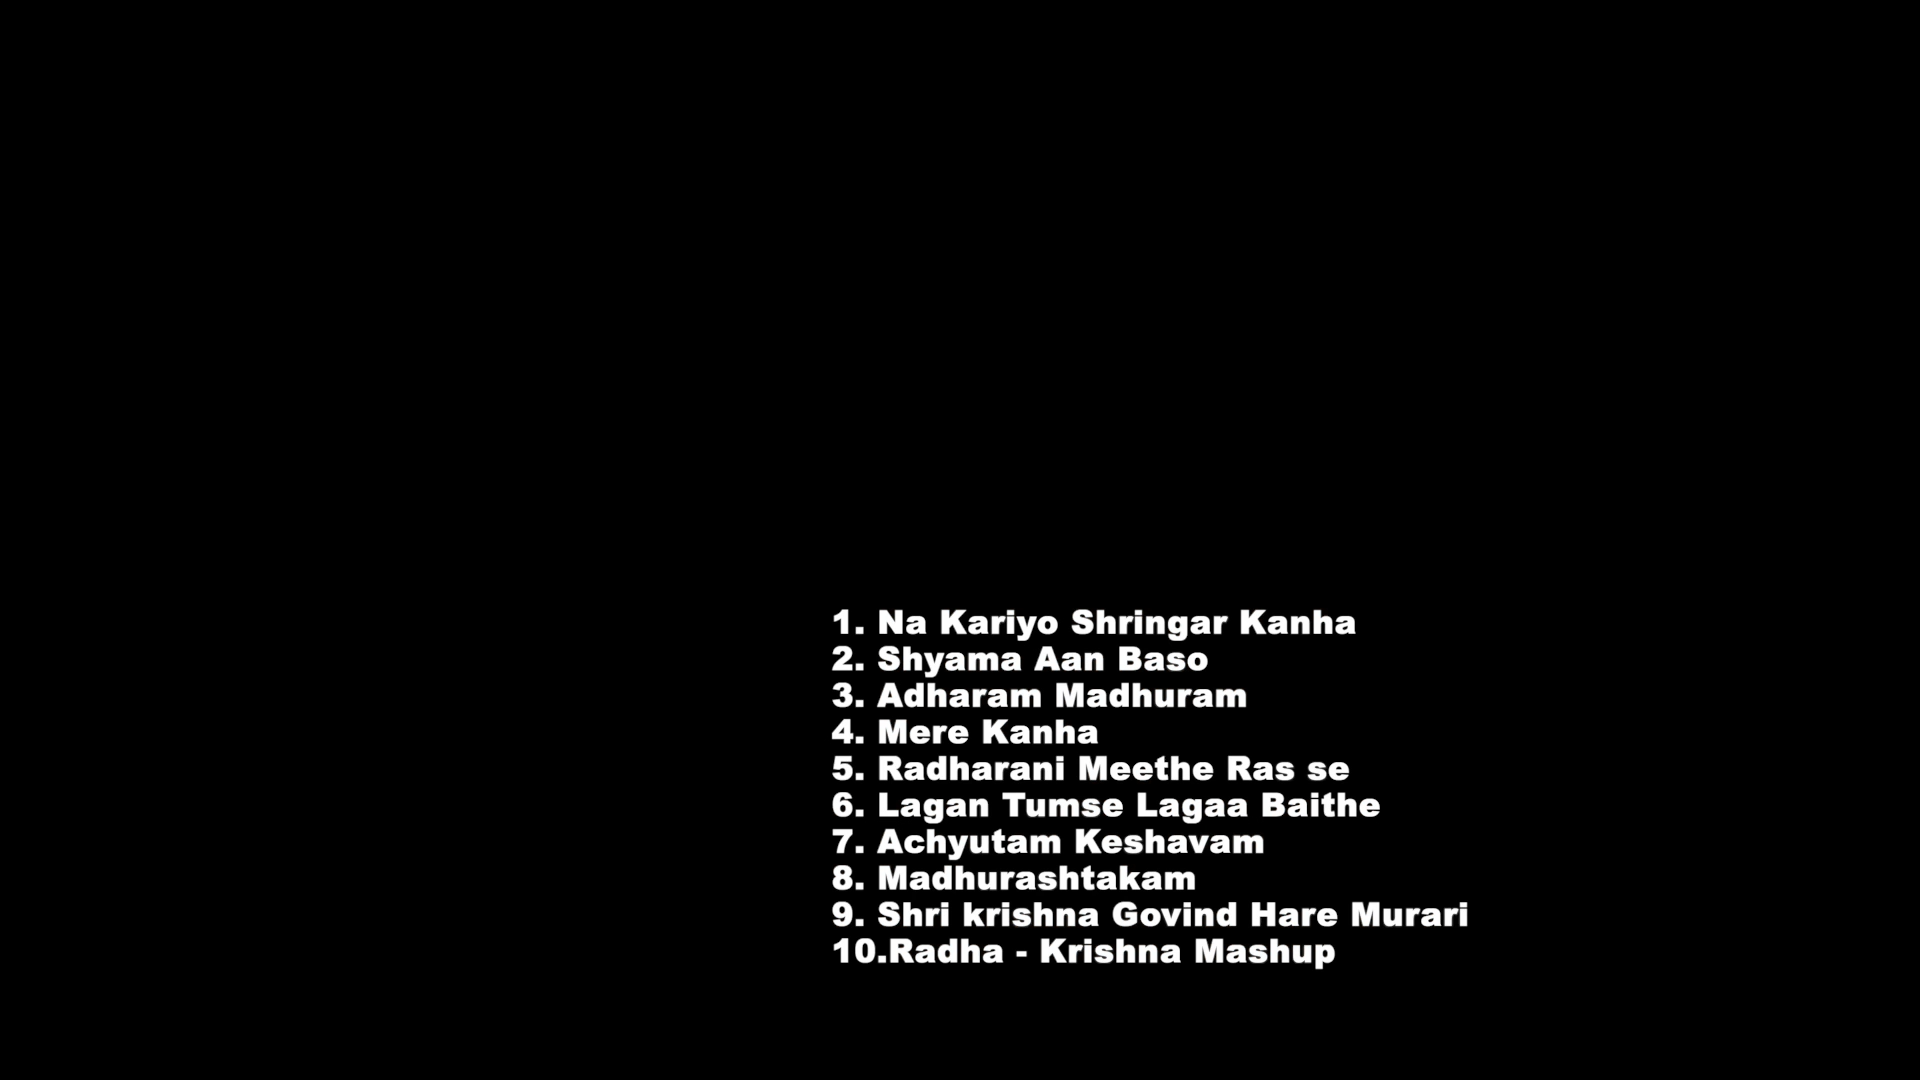 1. Na Kariyo Shringar Kanha
2. Shyama Aan Baso
3. Adharam Madhuram
4. Mere Kanha
5. Radharani Meethe Ras se
6. Lagan Tumse Lagaa Baithe
7. Achyutam Keshavam
8. Madhurashtakam
9. Shri krishna Govind Hare Murari
10.Radha - Krishna Mashup